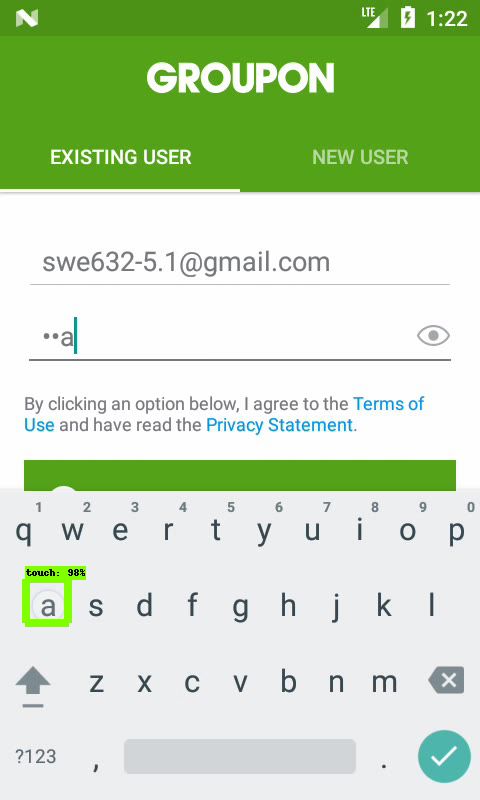 LTE 1:22
GROUPON
EXISTING USER NEW USER
swe632-5.1@gmail.com
••a
By clicking an option below, I agree to the Terms of
Use and have read the Privacy Statement.
1 2 3 4 5 6 7 8 9 0
q w e r t y u i o p
touch: 98%
a s d f g h j k l
z x c v b n m
?123 , .